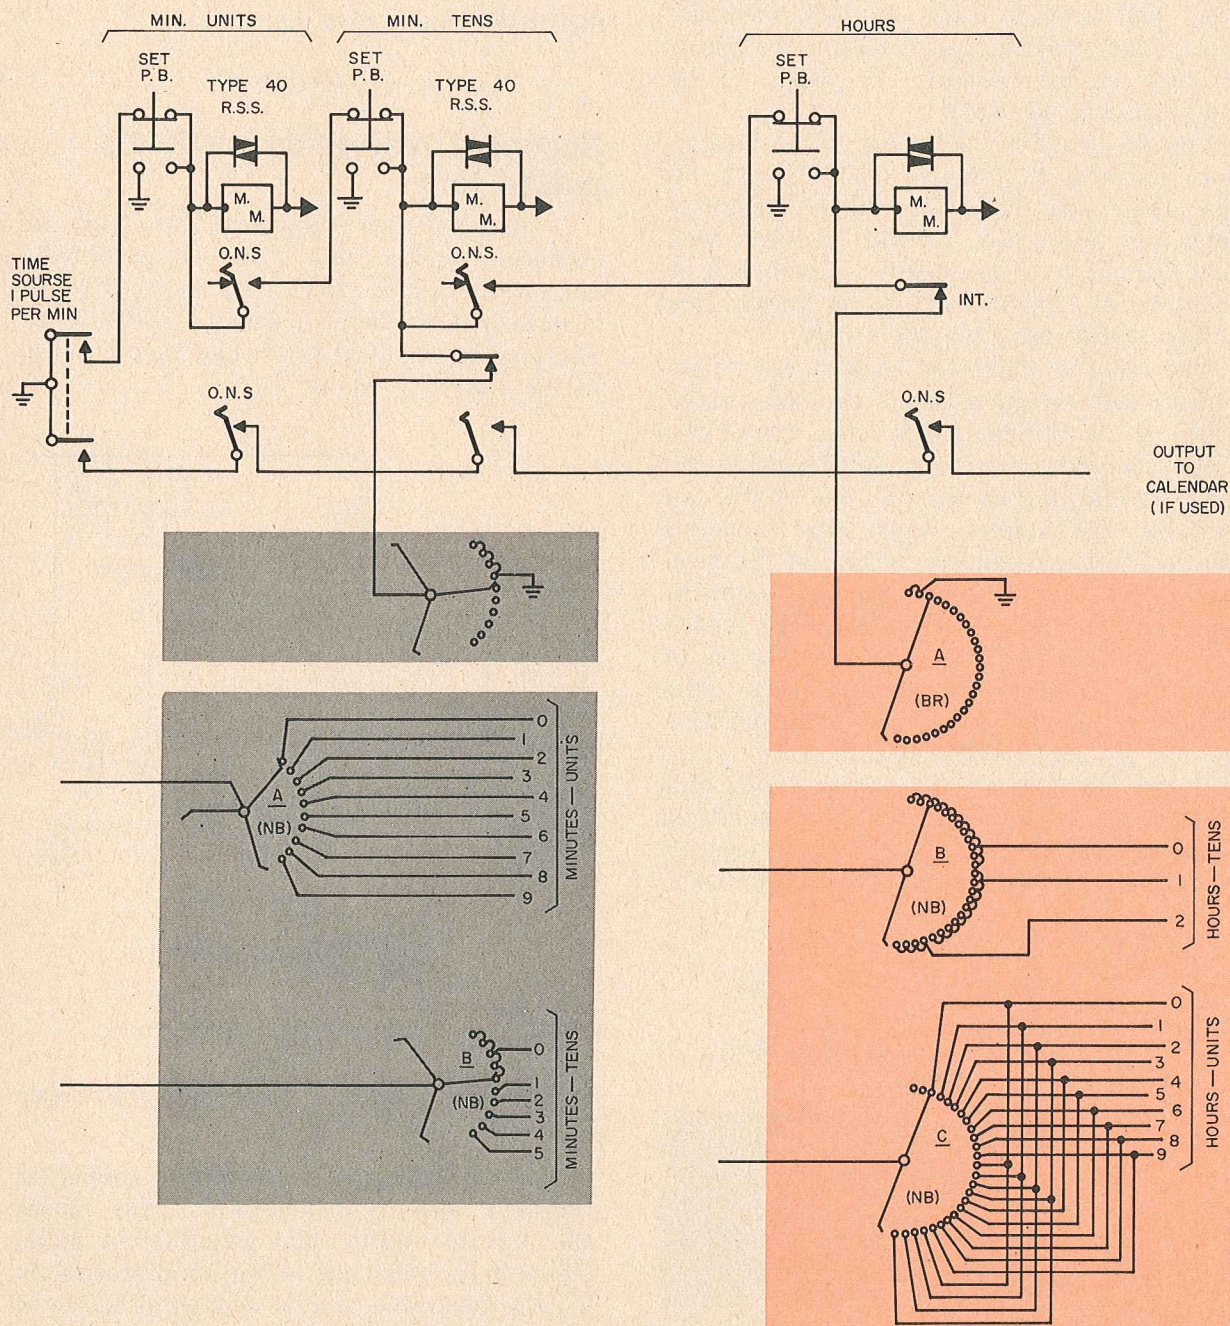 MIN. UNITS
MIN. TENS
HOURS
SET
P.B.
TYPE 40
R.S.S.
SET
P.B.
TYPE 40
R.S.S.
SET
P.B.
M.
M.
M.
M.
M.
M.
TIME
SOURSE
1 PULSE
PER MIN
O.N.S
O.N.S.
INT.
O.N.S
O.N.S
OUTPUT
TO
CALENDAR
(IF USED)
A
(BR)
A
(NB)
0
1
2
3
4
5
6
7
8
9
MINUTES—UNITS
B
(NB)
0
1
2
HOURS—TENS
B
(NB)
0
1
2
3
4
5
MINUTES—TENS
C
(NB)
0
1
2
3
4
5
6
7
8
9
HOURS—UNITS